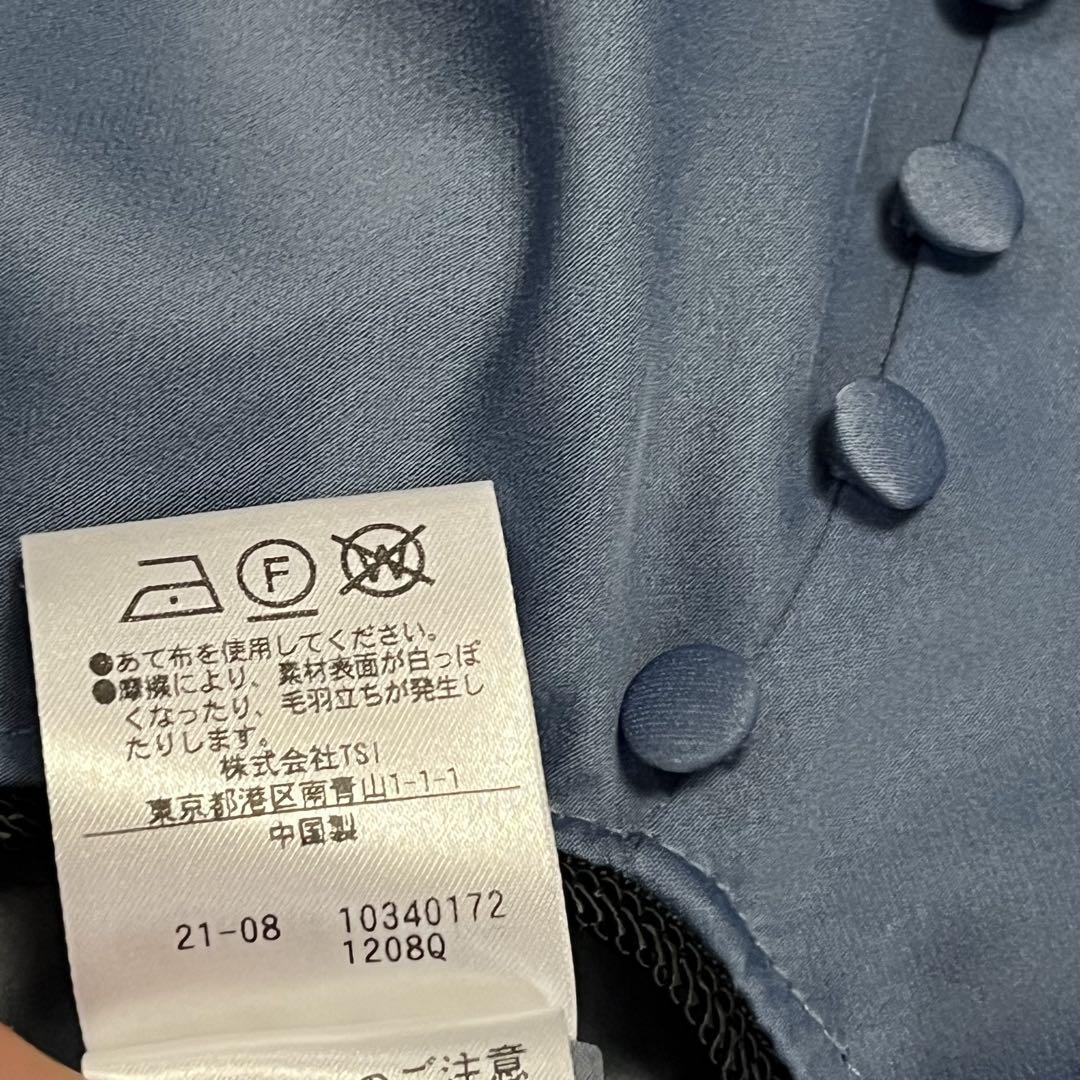 F W
●あて布を使用してください。
●摩擦により、素材表面が白っぽ
くなったり、毛羽立ちが発生し
たりします。
株式会社TSI
東京都港区南青山1-1-1
中国製
21-08 10340172
1208Q
のご注意